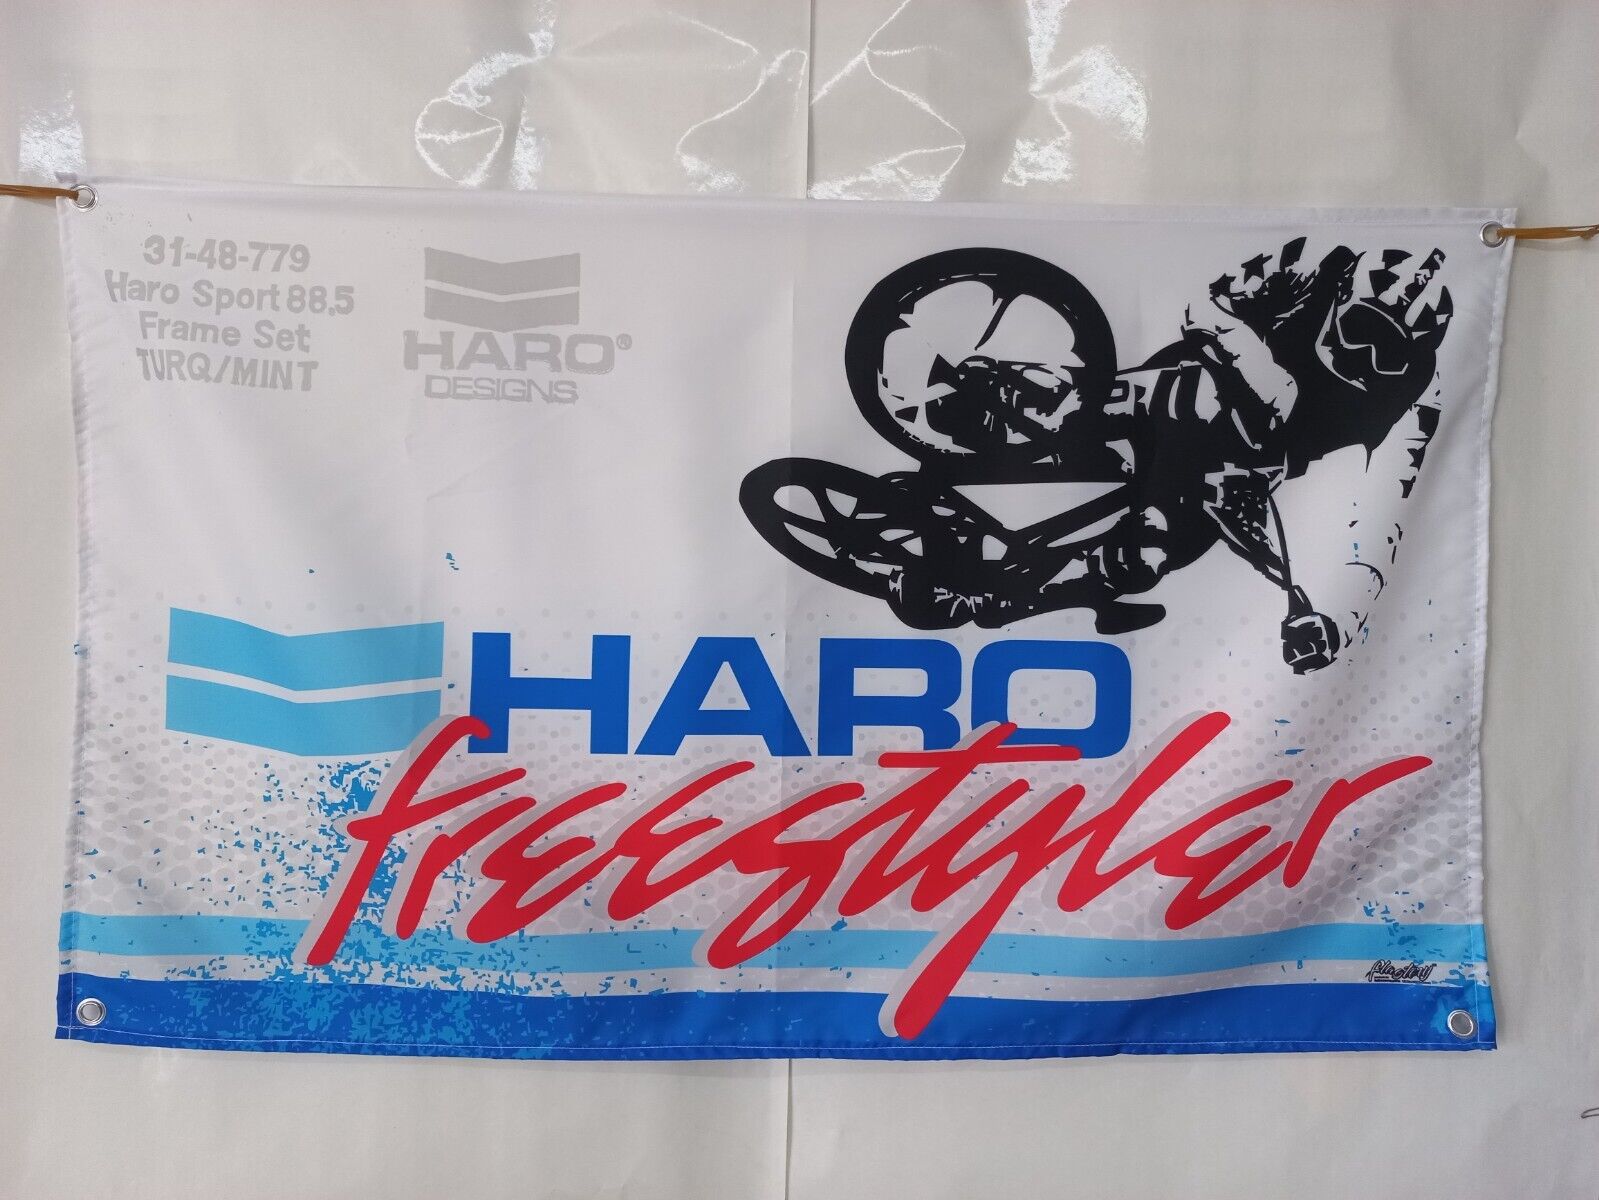 31-48-779
Haro Sport 88.5
Frame Set
TURQ/MINT
HARO®
DESIGNS
HARO
freestyler